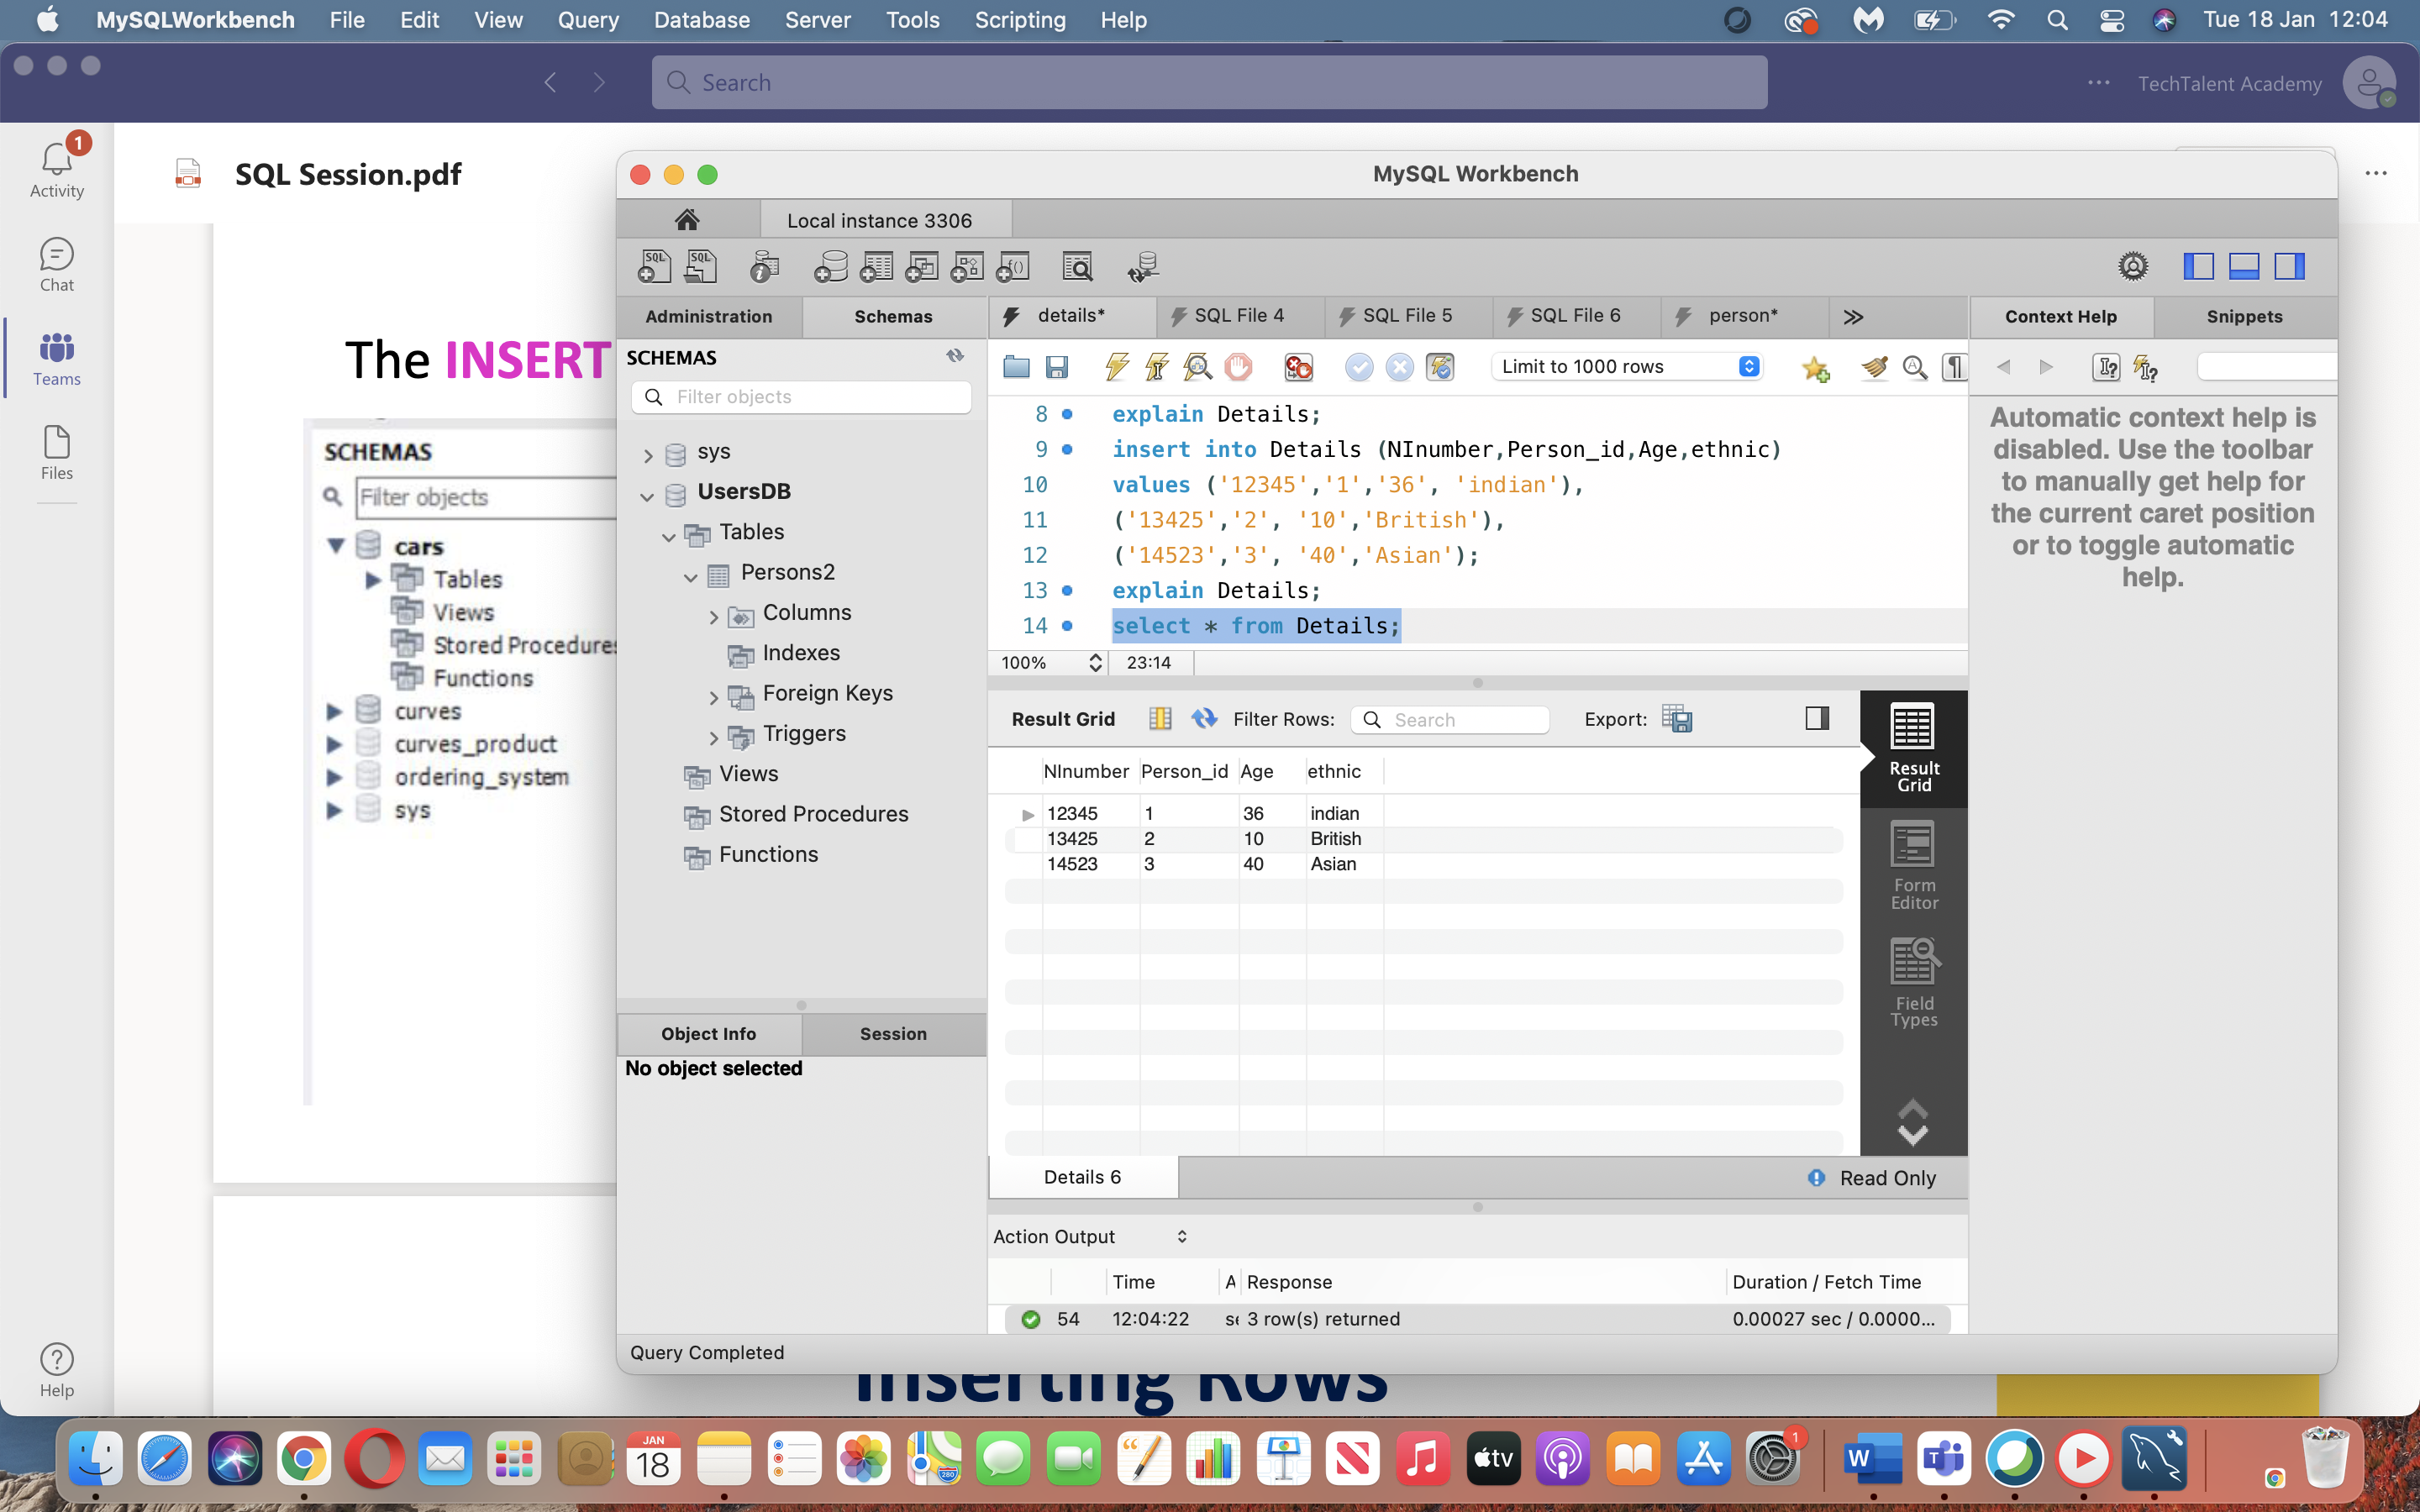 MySQLWorkbench File Edit View Query Database Server Tools Scripting Help
Tue 18 Jan 12:04
Search
TechTalent Academy
1
Activity
Chat
Teams
Files
Help
SQL Session.pdf
The INSERT
SCHEMAS
Filter objects
cars
Tables
Views
Stored Procedures
Functions
curves
curves_product
ordering_system
sys
MySQL Workbench
Local instance 3306
Administration
Schemas
SCHEMAS
Filter objects
sys
UsersDB
Tables
Persons2
Columns
Indexes
Foreign Keys
Triggers
Views
Stored Procedures
Functions
Object Info
Session
No object selected
details*
SQL File 4
SQL File 5
SQL File 6
person*
Limit to 1000 rows
8 explain Details;
9 insert into Details (NInumber,Person_id,Age,ethnic)
10 values ('12345','1','36', 'indian'),
11 ('13425','2', '10','British'),
12 ('14523','3', '40','Asian');
13 explain Details;
14 select * from Details;
100% 23:14
Result Grid
Filter Rows:
Search
Export:
NInumber Person_id Age ethnic
12345 1 36 indian
13425 2 10 British
14523 3 40 Asian
Result Grid
Form Editor
Field Types
Details 6
Read Only
Action Output
Time A Response Duration / Fetch Time
54 12:04:22 se 3 row(s) returned 0.00027 sec / 0.0000...
Query Completed
Context Help
Snippets
Automatic context help is
disabled. Use the toolbar
to manually get help for
the current caret position
or to toggle automatic
help.
Inserting Rows
JAN
18
280
tv
1
W